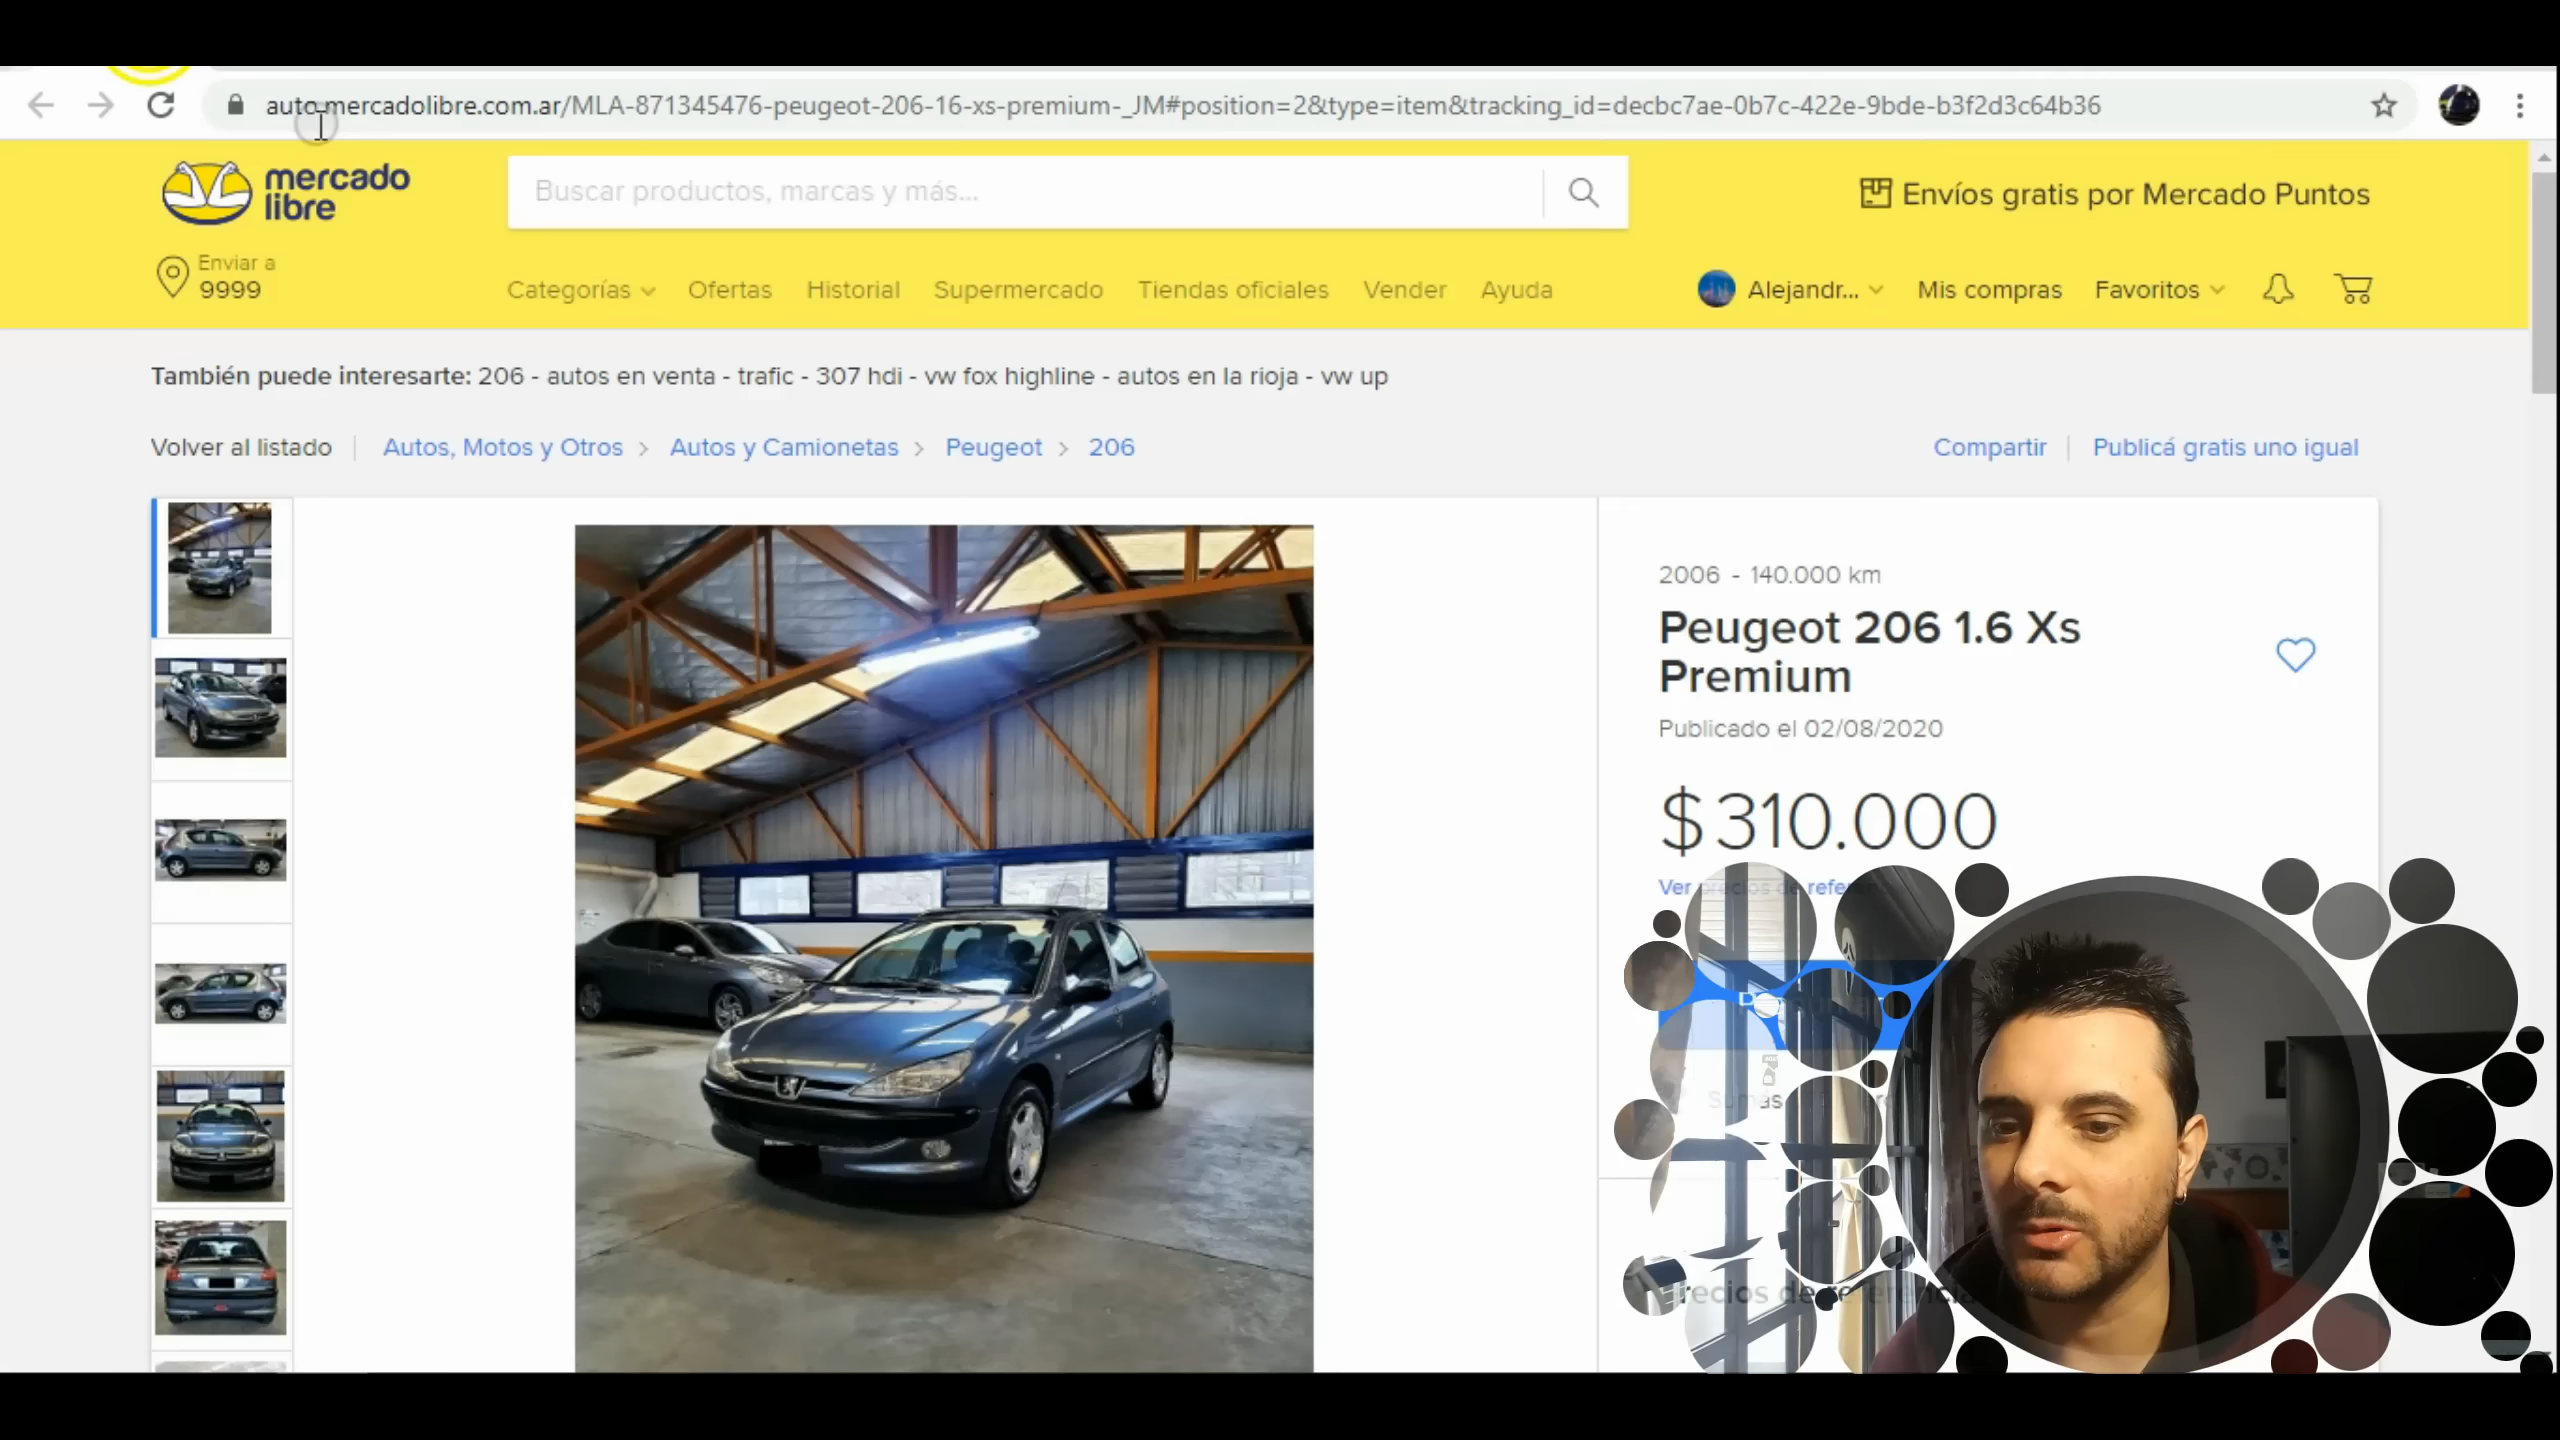 auto.mercadolibre.com.ar/MLA-871345476-peugeot-206-16-xs-premium-_JM#position=2&type=item&tracking_id=decbc7ae-0b7c-422e-9bde-b3f2d3c64b36
mercado
libre
Buscar productos, marcas y más...
Envíos gratis por Mercado Puntos
Enviar a
9999
Categorías Ofertas Historial Supermercado Tiendas oficiales Vender Ayuda
Alejandr... Mis compras Favoritos
También puede interesarte: 206 - autos en venta - trafic - 307 hdi - vw fox highline - autos en la rioja - vw up
Volver al listado Autos, Motos y Otros > Autos y Camionetas > Peugeot > 206
Compartir Publicá gratis uno igual
2006 - 140.000 km
Peugeot 206 1.6 Xs
Premium
Publicado el 02/08/2020
$ 310.000
Ver precios de